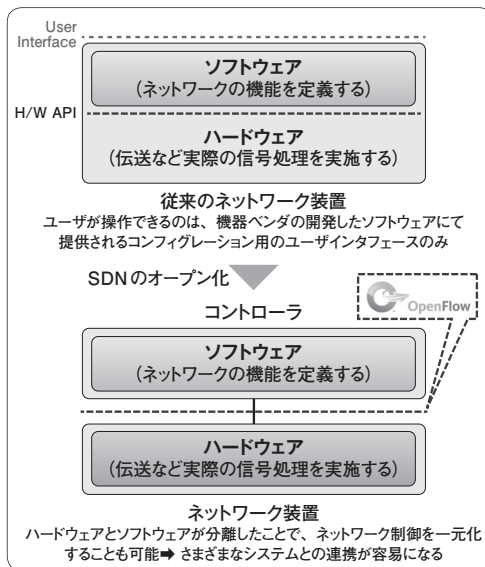 User
Interface
ソフトウェア
(ネットワークの機能を定義する)
H/W API
ハードウェア
(伝送など実際の信号処理を実施する)
従来のネットワーク装置
ユーザが操作できるのは、機器ベンダの開発したソフトウェアにて
提供されるコンフィグレーション用のユーザインタフェースのみ
SDNのオープン化
OpenFlow
コントローラ
ソフトウェア
(ネットワークの機能を定義する)
ハードウェア
(伝送など実際の信号処理を実施する)
ネットワーク装置
ハードウェアとソフトウェアが分離したことで、ネットワーク制御を一元化
することも可能➡さまざまなシステムとの連携が容易になる